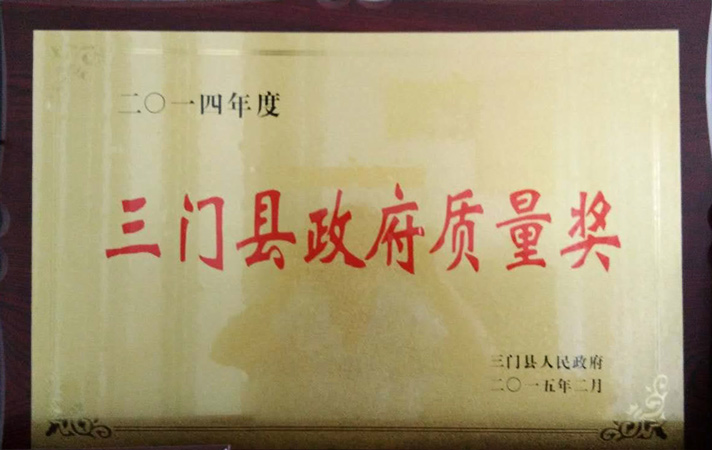 二〇一四年度
三门县政府质量奖
三门县人民政府
二〇一五年二月